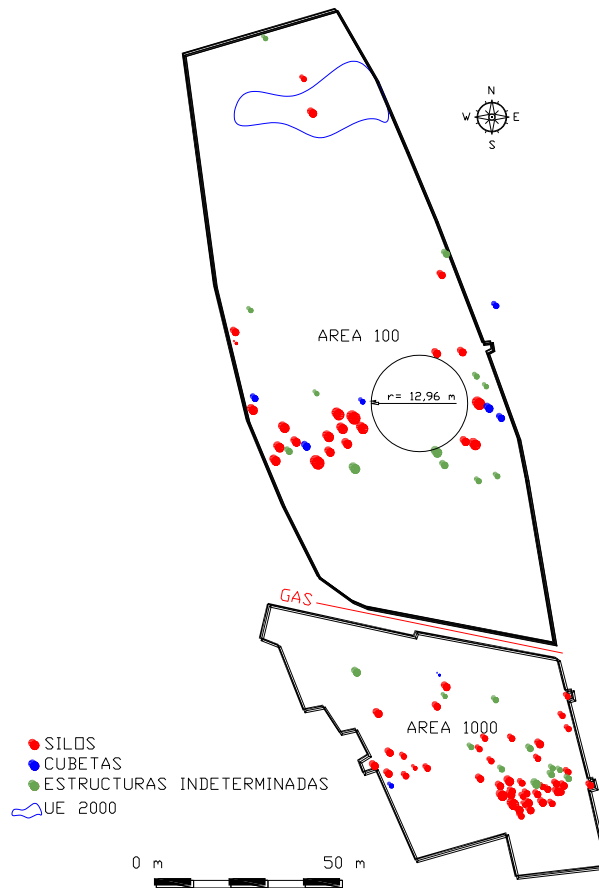 N
W E
S
AREA 100
r= 12,96 m
GAS
AREA 1000
SILOS
CUBETAS
ESTRUCTURAS INDETERMINADAS
UE 2000
0 m 50 m